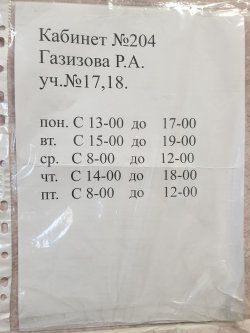 Кабинет №204
Газизова Р.А.
уч.№17,18.
пон. С 13-00 до 17-00
вт. С 15-00 до 19-00
ср. С 8-00 до 12-00
чт. С 14-00 до 18-00
пт. С 8-00 до 12-00